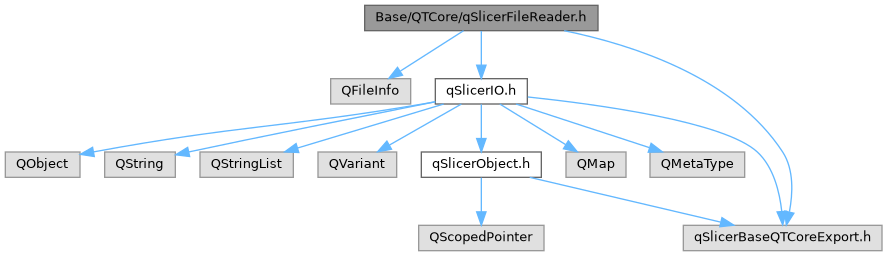 Base/QTCore/qSlicerFileReader.h
QFileInfo
qSlicerIO.h
QObject
QString
QStringList
QVariant
qSlicerObject.h
QMap
QMetaType
QScopedPointer
qSlicerBaseQTCoreExport.h